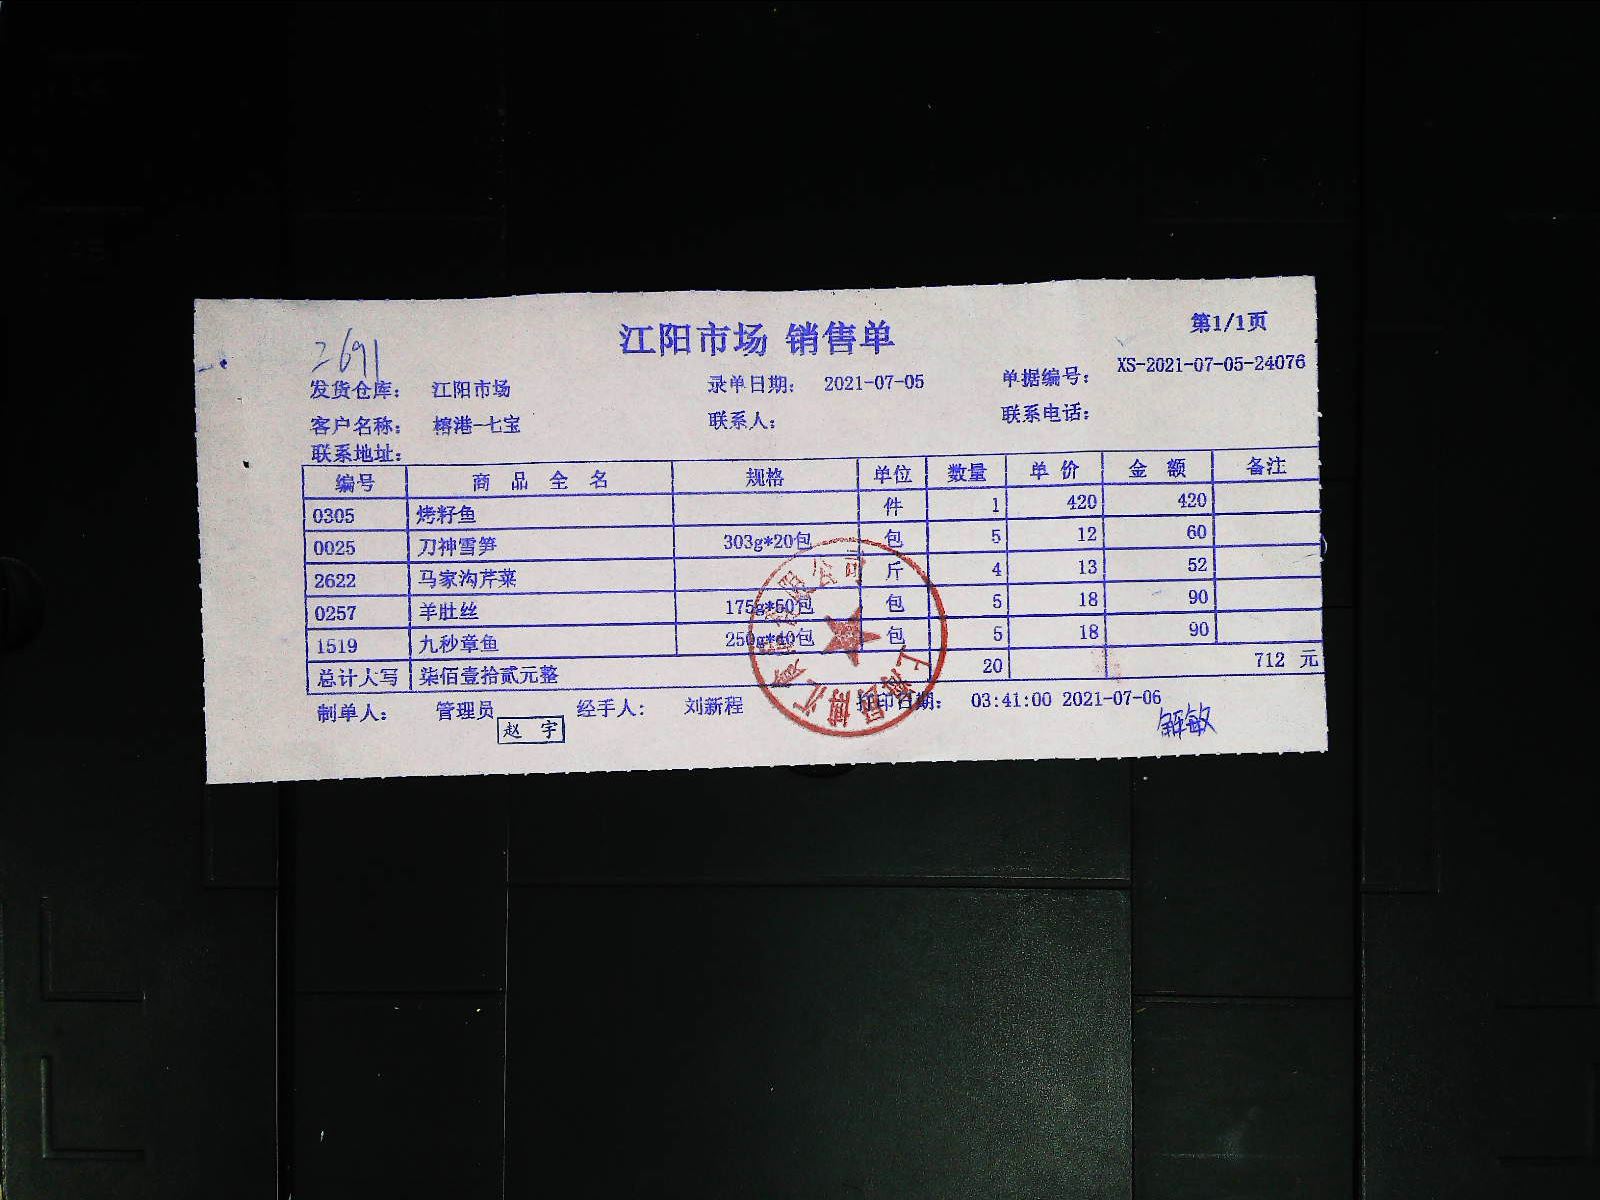 第1/1页
江阳市场 销售单
2691
发货仓库： 江阳市场 录单日期： 2021-07-05 单据编号： XS-2021-07-05-24076
客户名称： 榕港-七宝 联系人： 联系电话：
联系地址：
编号 商品全名 规格 单位 数量 单价 金额 备注
0305 烤籽鱼 件 1 420 420
0025 刀神雪笋 303g*20包 包 5 12 60
2622 马家沟芹菜 斤 4 13 52
0257 羊肚丝 175g*50包 包 5 18 90
1519 九秒章鱼 250g*40包 包 5 18 90
总计大写 柒佰壹拾贰元整 20 712 元
制单人： 管理员 经手人： 刘新程 打印日期： 03:41:00 2021-07-06
赵宇
解敏